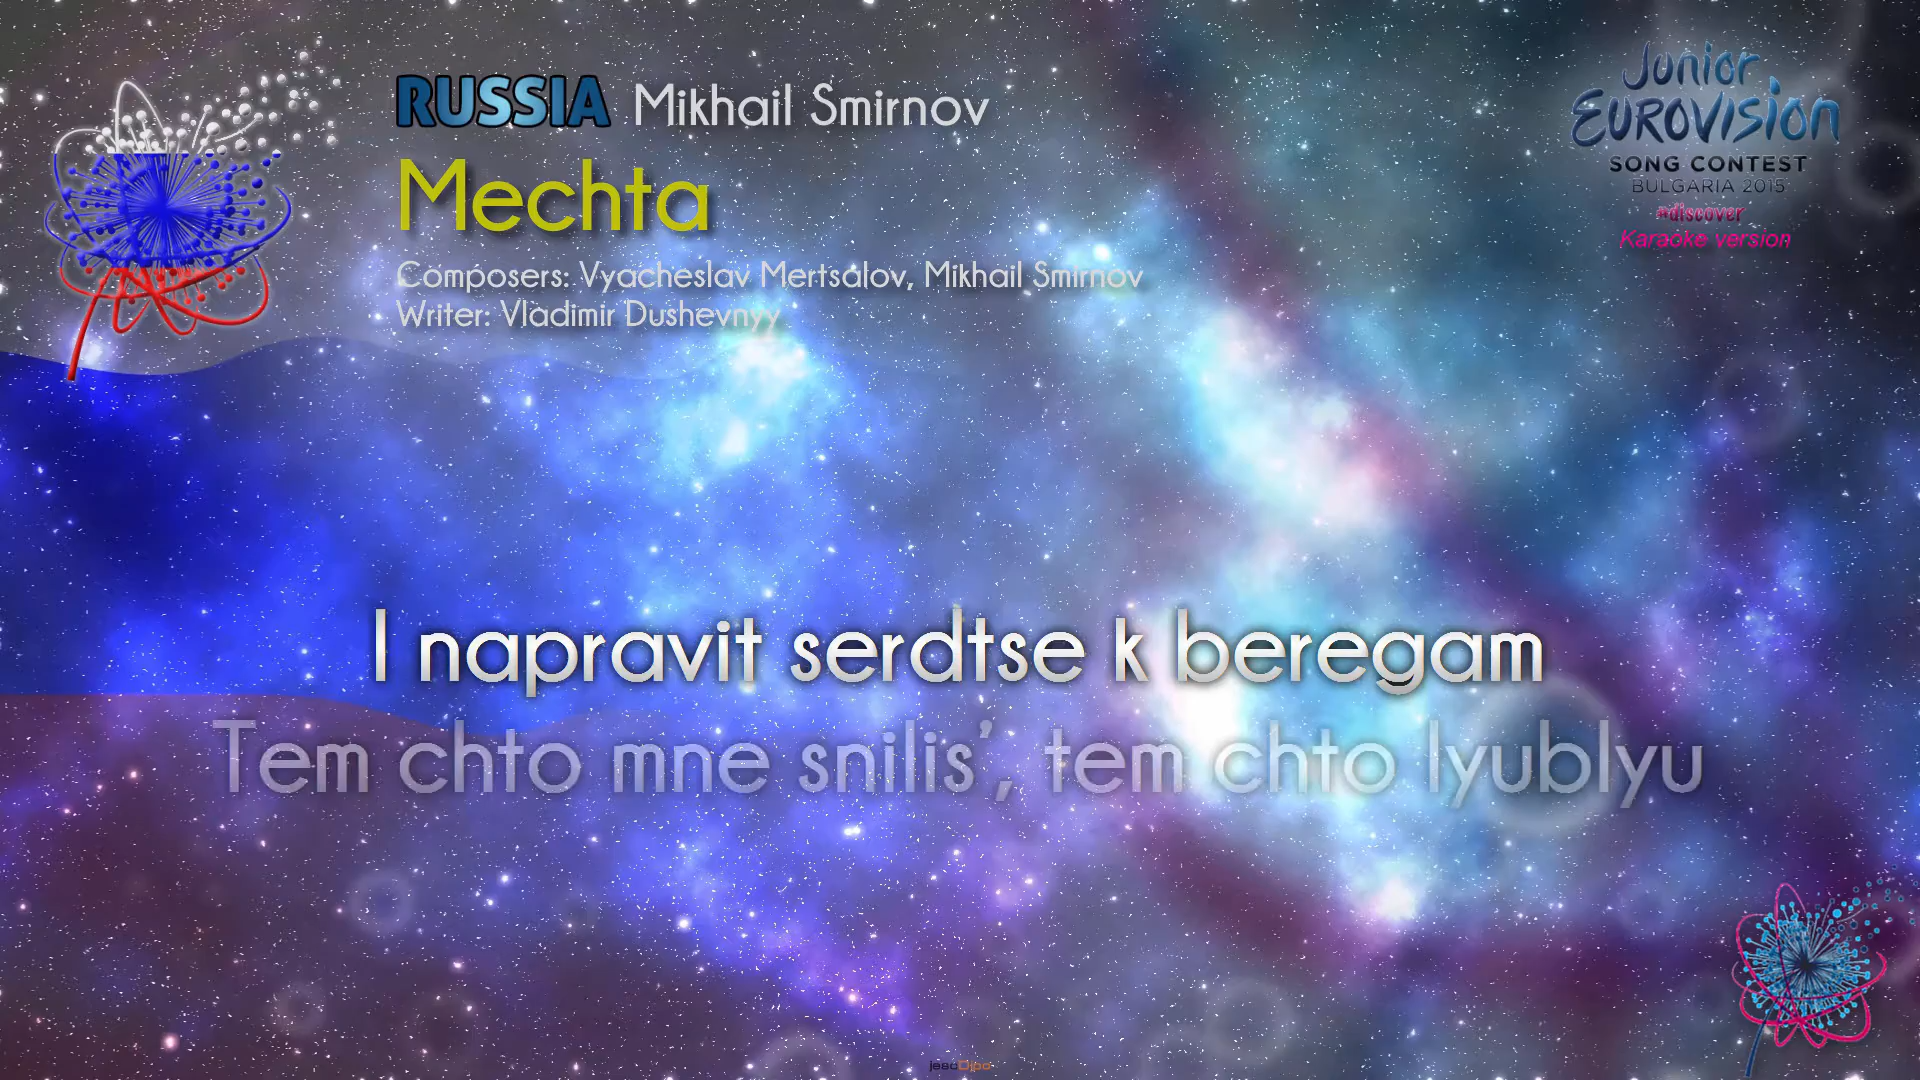 RUSSIA Mikhail Smirnov
Mechta
Composers: Vyacheslav Mertsalov, Mikhail Smirnov
Writer: Vladimir Dushevnyy
Junior
EUROVISION
SONG CONTEST
BULGARIA 2015
#discover
Karaoke version
I napravit serdtse k beregam
Tem chto mne snilis’, tem chto lyublyu